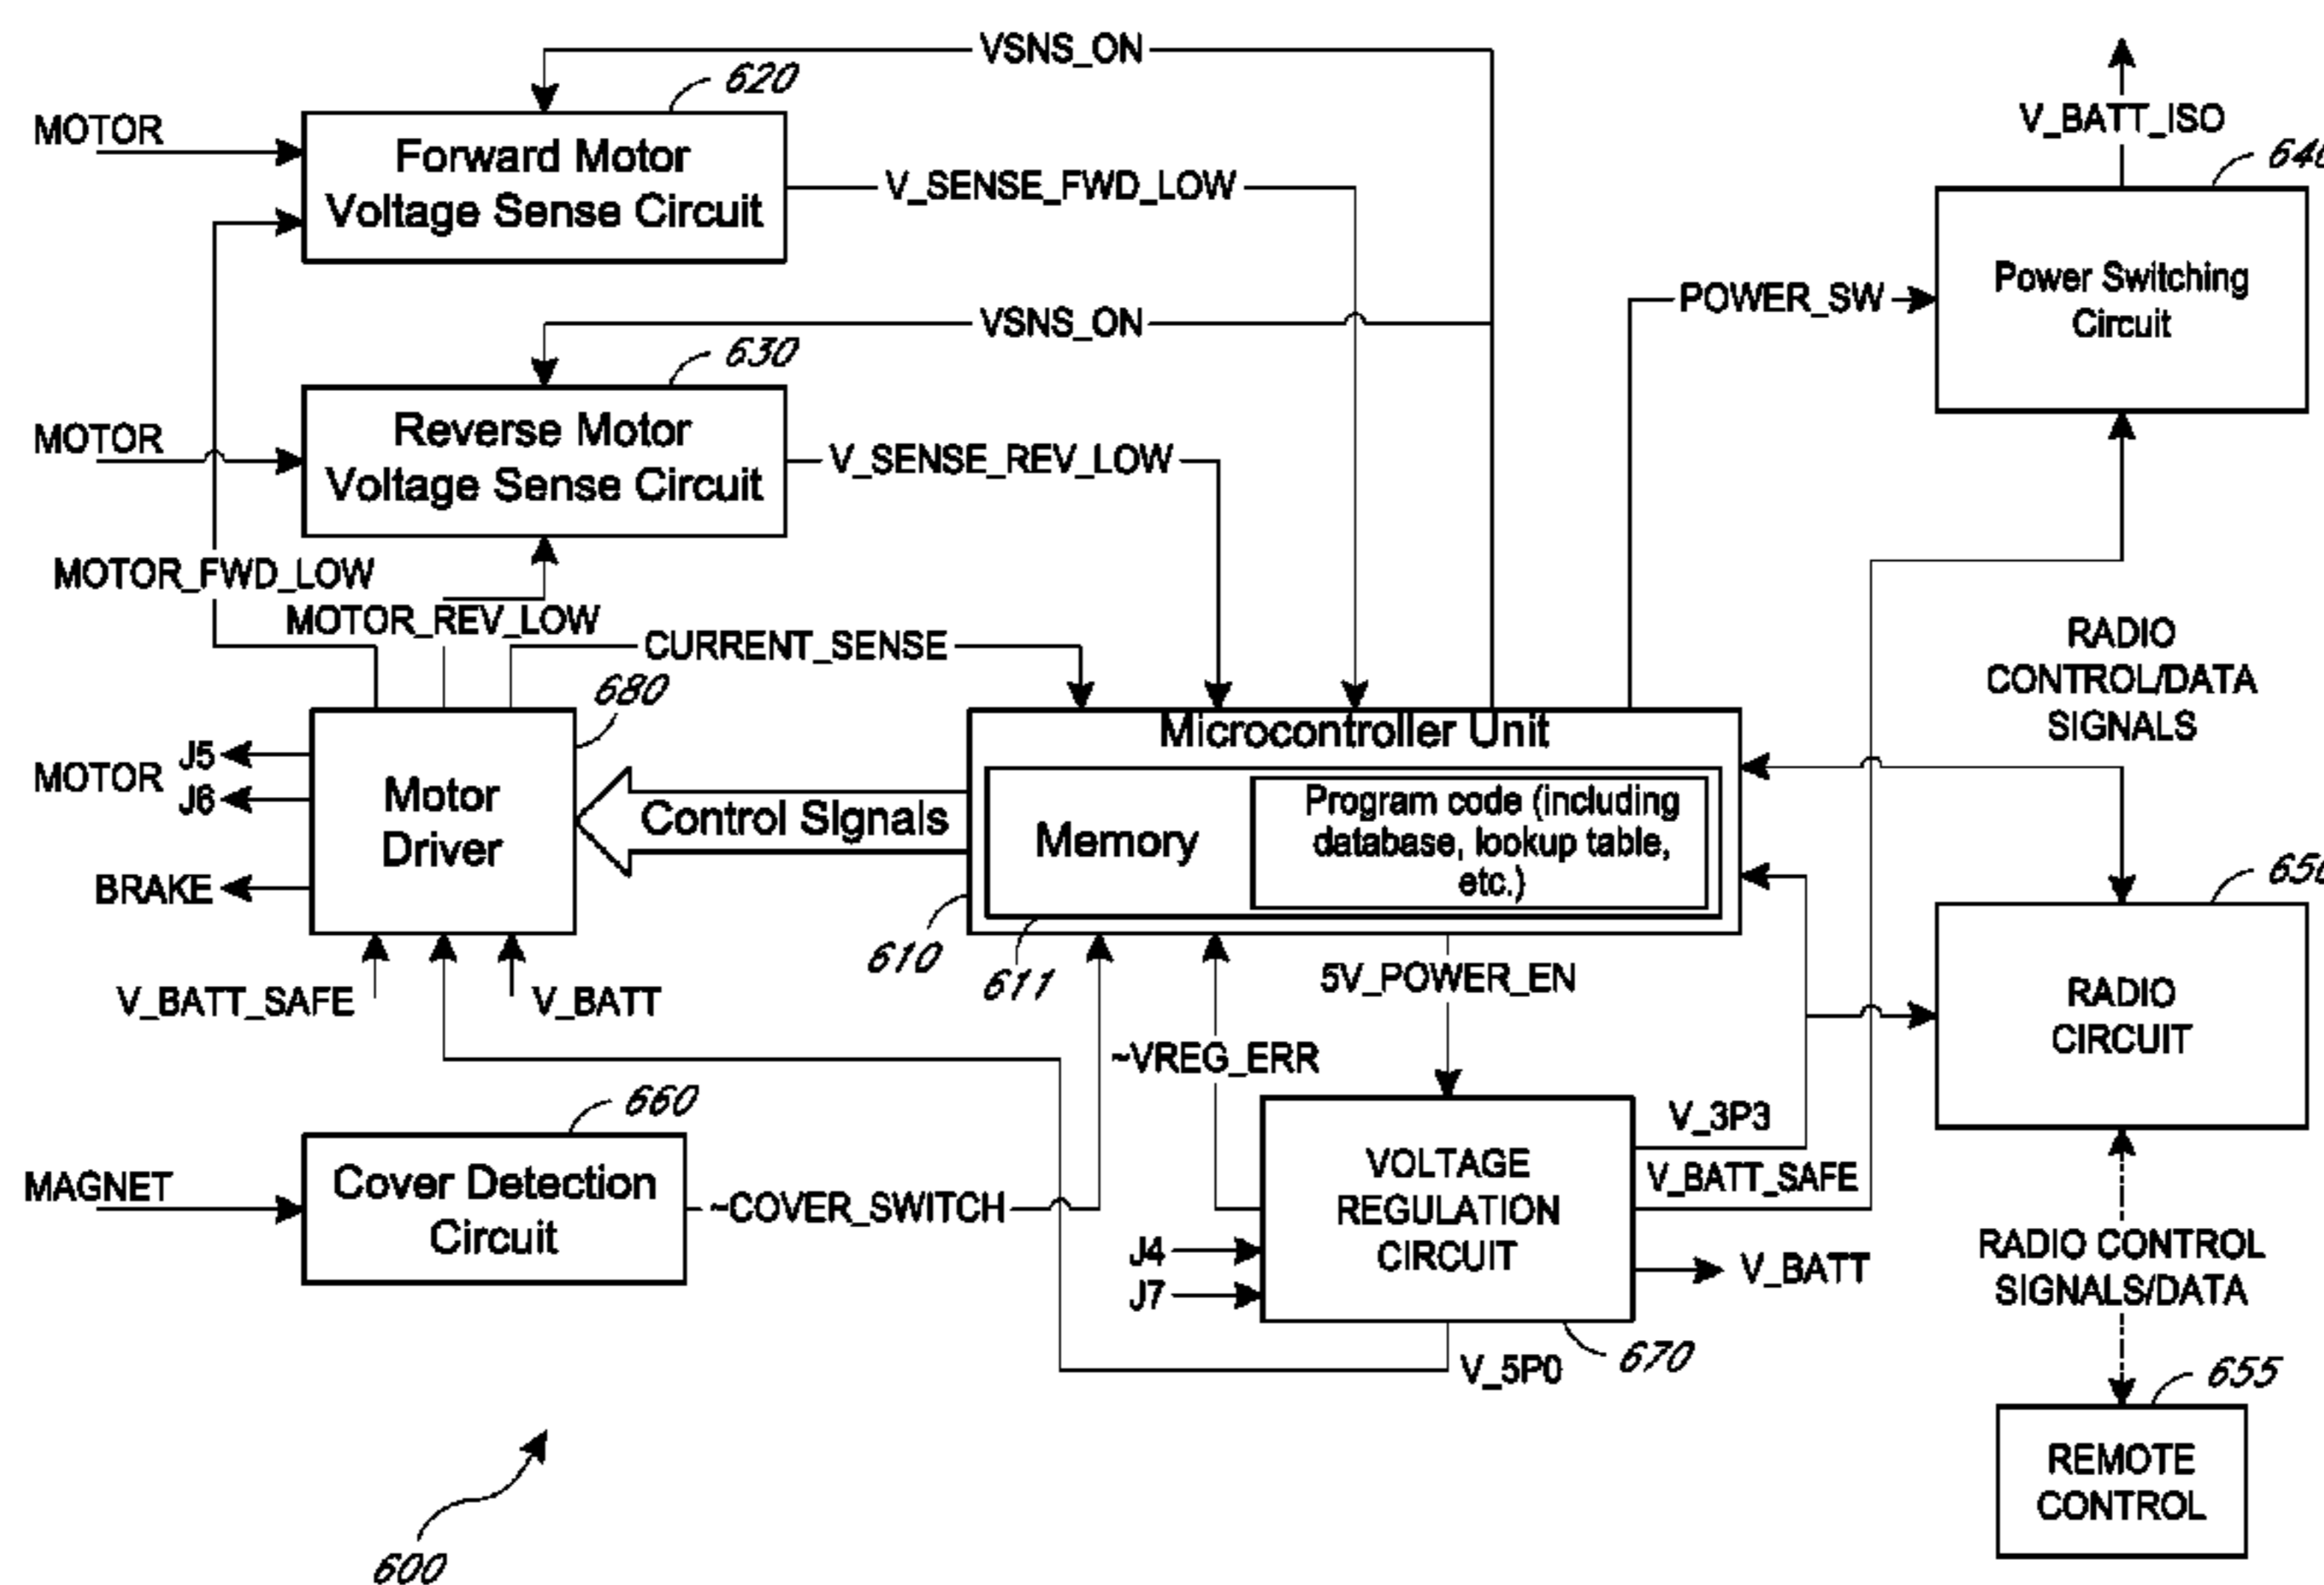 VSNS_ON
620
MOTOR
Forward Motor
Voltage Sense Circuit
V_SENSE_FWD_LOW
V_BATT_ISO
Power Switching
Circuit
POWER_SW
VSNS_ON
630
MOTOR
Reverse Motor
Voltage Sense Circuit
V_SENSE_REV_LOW
MOTOR_FWD_LOW
MOTOR_REV_LOW
CURRENT_SENSE
680
RADIO
CONTROL/DATA
SIGNALS
MOTOR
J5
J6
BRAKE
Motor
Driver
Control Signals
Microcontroller Unit
Memory
Program code (including
database, lookup table,
etc.)
610
611
V_BATT_SAFE
V_BATT
5V_POWER_EN
~VREG_ERR
RADIO
CIRCUIT
660
MAGNET
Cover Detection
Circuit
~COVER_SWITCH
VOLTAGE
REGULATION
CIRCUIT
J4
J7
V_3P3
V_BATT_SAFE
V_BATT
V_5P0
670
RADIO CONTROL
SIGNALS/DATA
655
REMOTE
CONTROL
600